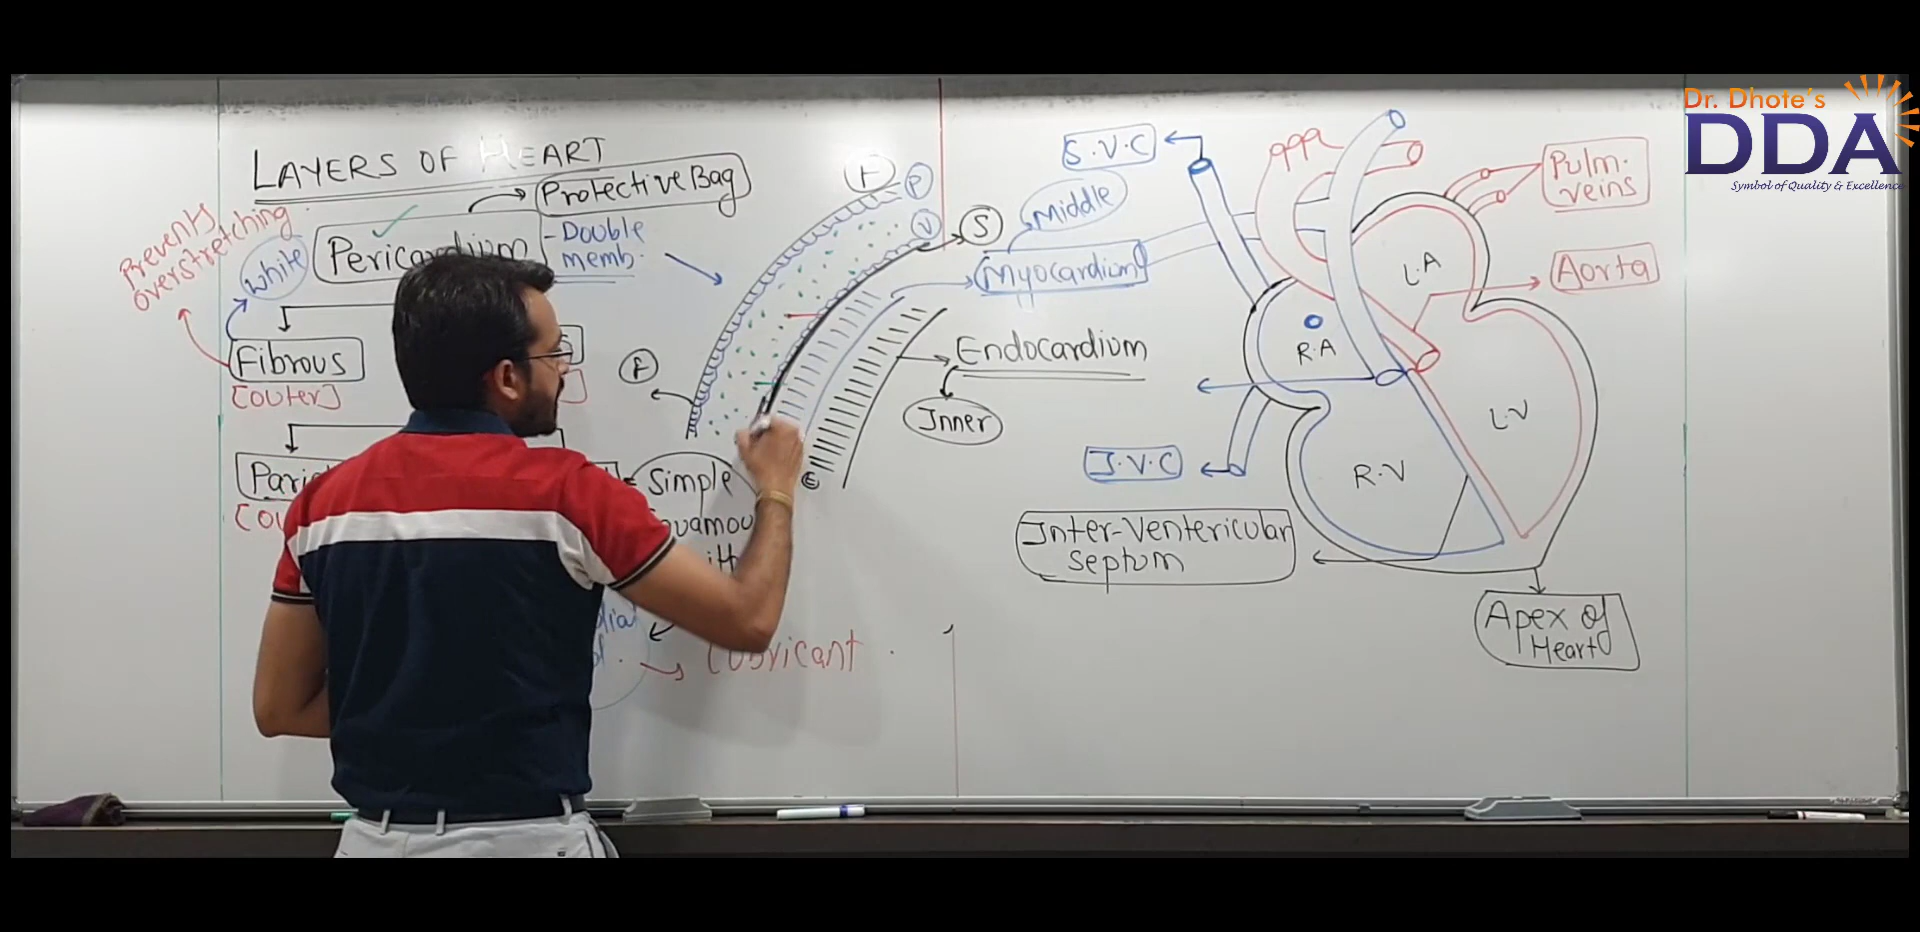 LAYERS OF HEART
Protective Bag
Prevents
overstretching
White
Pericardium
-Double
memb.
Fibrous
[outer]
F
P
V
S
F
Simple
E
Lubricant
Middle
Myocardium
Endocardium
Inner
S.V.C
I.V.C
Inter-Ventericular
septum
R.A
L.A
R.V
L.V
Pulm.
veins
Aorta
Apex of
Heart
Dr. Dhote's
DDA
Symbol of Quality & Excellence